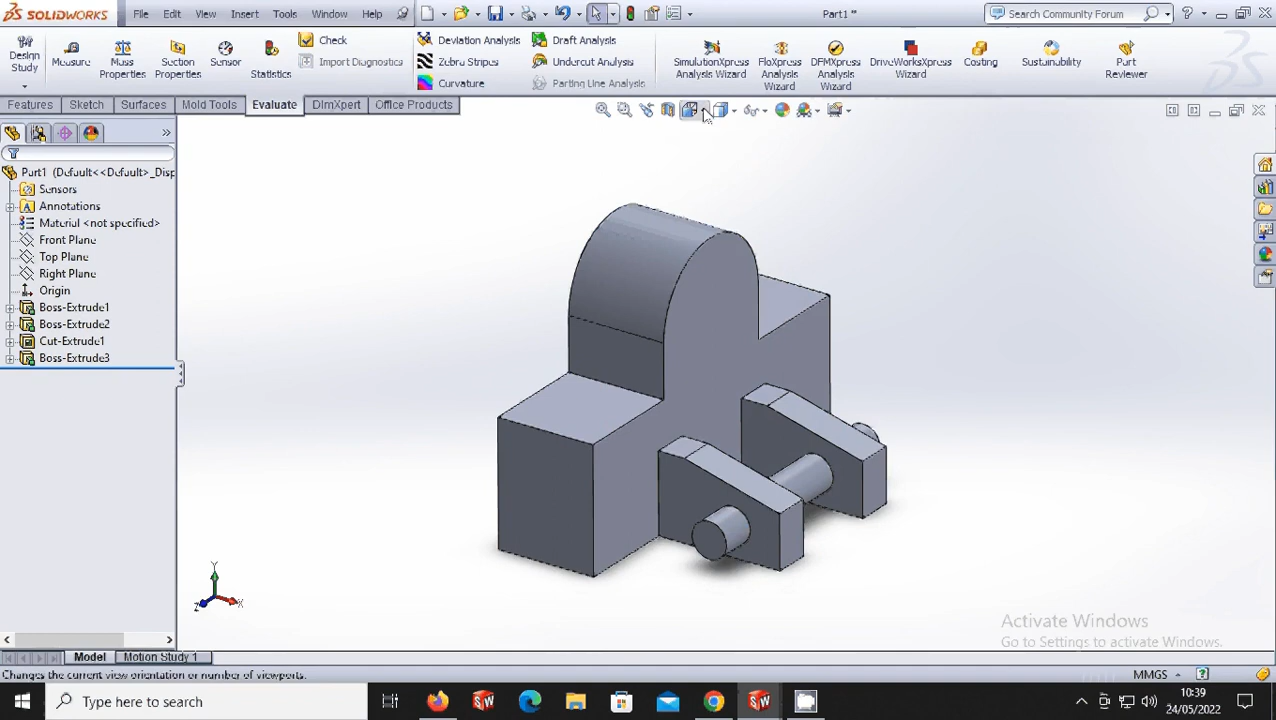 SOLIDWORKS File Edit View Insert Tools Window Help Part1 * Search Community Forum
Design Study
Measure
Mass Properties
Section Properties
Sensor
Statistics
Check
Import Diagnostics
Deviation Analysis
Zebra Stripes
Curvature
Draft Analysis
Undercut Analysis
Parting Line Analysis
SimulationXpress Analysis Wizard
FloXpress Analysis Wizard
DFMXpress Analysis Wizard
DriveWorksXpress Wizard
Costing
Sustainability
Part Reviewer
Features Sketch Surfaces Mold Tools Evaluate DimXpert Office Products
Part1 (Default<<Default>_Disp
Sensors
Annotations
Material <not specified>
Front Plane
Top Plane
Right Plane
Origin
Boss-Extrude1
Boss-Extrude2
Cut-Extrude1
Boss-Extrude3
Y
Z X
Activate Windows
Go to Settings to activate Windows.
Model Motion Study 1
Changes the current view orientation or number of viewports. MMGS
Type here to search
10:39
24/05/2022